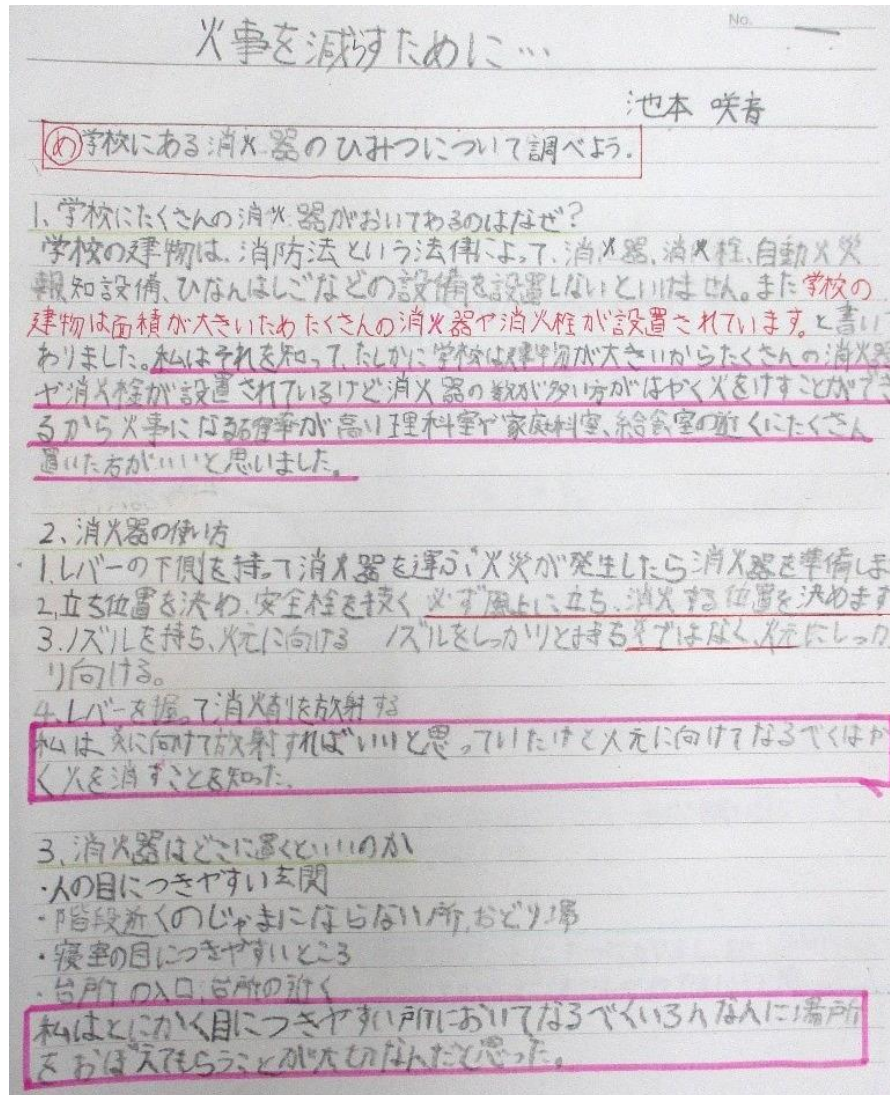 No.
火事を減らすために…
池本 咲音
め 学校にある消火器のひみつについて調べよう.
1、学校にたくさんの消火器がおいてあるのはなぜ?
学校の建物は、消防法という法律によって、消火器、消火栓、自動火災
報知設備、ひなんはしごなどの設備を設置しないといけません。また学校の
建物は面積が大きいためたくさんの消火器や消火栓が設置されています。と書い
ありました。私はそれを知って、たしかに学校は建物が大きいからたくさんの消火器
や消火栓が設置されているけど消火器の数が多い方がはやく火をけすことができ
るから火事になる確率が高い理科室や家庭科室、給食室の近くにたくさん
置いた方がいいと思いました。
2、消火器の使い方
1.レバーの下側を持って消火器を運ぶ 火災が発生したら消火器を準備しま
2.立ち位置を決め、安全栓を抜く 必ず風上に立ち、消火する位置を決めます
3.ノズルを持ち、火元に向ける ノズルをしっかりと持ち炎ではなく、火元にしっか
り向ける。
4.レバーを握って消火剤を放射する
私は、炎に向けて放射すればいいと思っていたけど火元に向けてなるべくはや
く火を消すことを知った。
3、消火器はどこに置くといいのか
・人の目につきやすい玄関
・階段近くのじゃまにならない所、おどり場
・寝室の目につきやすいところ
・台所の入口、台所の近く
私はとにかく目につきやすい所においてなるべくいろんな人に場所
をおぼえてもらうことが大切なんだと思った。